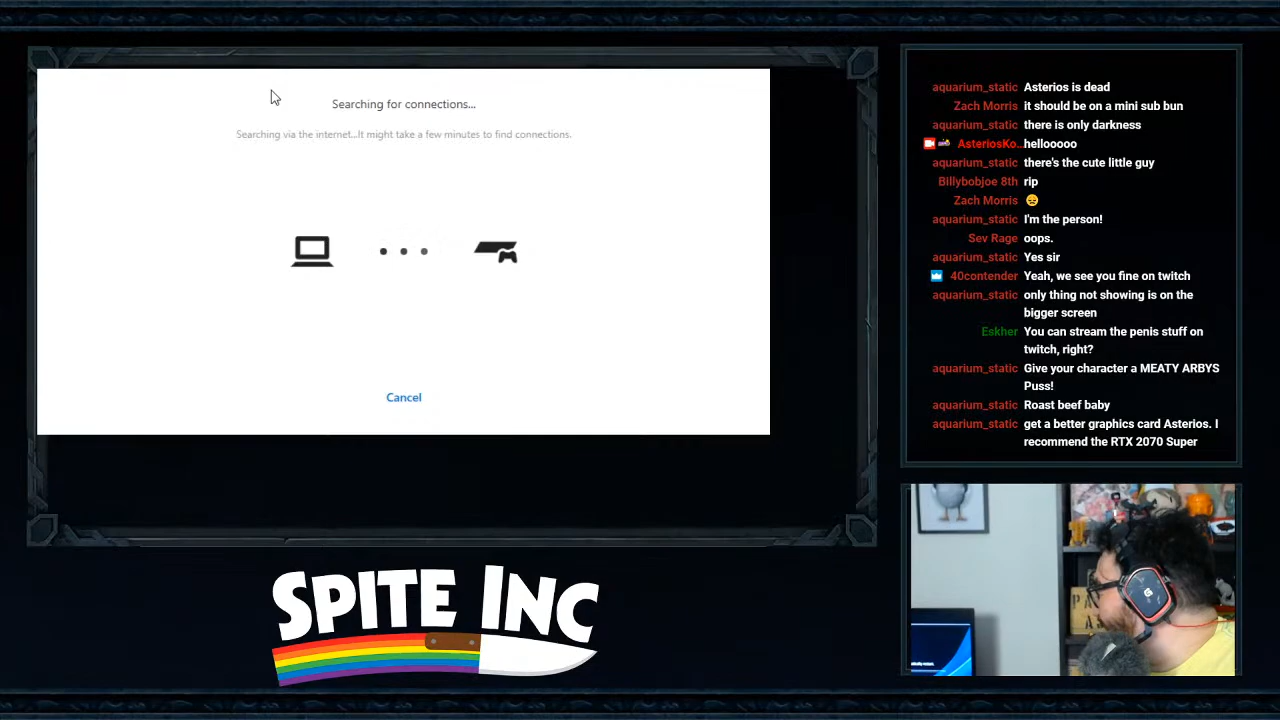 Searching for connections...
Searching via the internet...It might take a few minutes to find connections.
Cancel
aquarium_static Asterios is dead
Zach Morris it should be on a mini sub bun
aquarium_static there is only darkness
AsteriosKo... hellooooo
aquarium_static there's the cute little guy
Billybobjoe 8th rip
Zach Morris 😔
aquarium_static I'm the person!
Sev Rage oops.
aquarium_static Yes sir
40contender Yeah, we see you fine on twitch
aquarium_static only thing not showing is on the
bigger screen
Eskher You can stream the penis stuff on
twitch, right?
aquarium_static Give your character a MEATY ARBYS
Puss!
aquarium_static Roast beef baby
aquarium_static get a better graphics card Asterios. I
recommend the RTX 2070 Super
SPITE INC